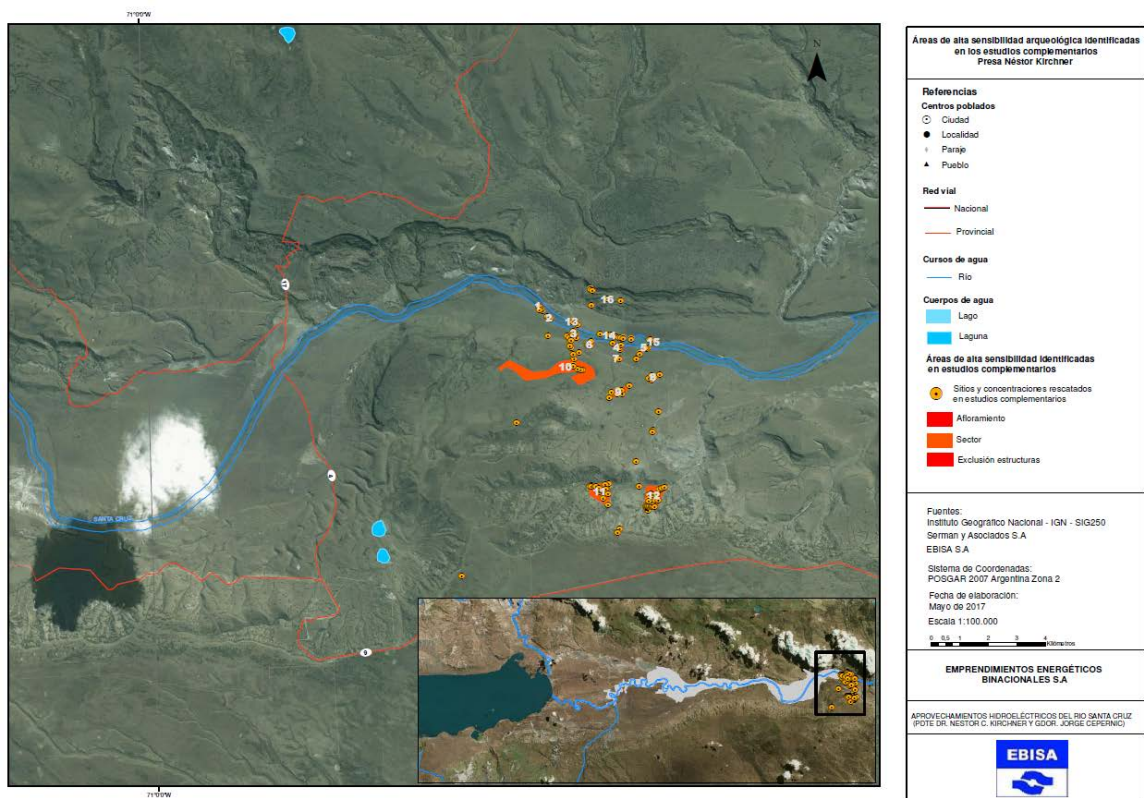 71°0'0"W
N
17
1
16
2
13
3
14
15
6
4
5
7
10
8
9
4
11
12
SANTA CRUZ
9
71°0'0"W
Áreas de alta sensibilidad arqueológica identificadas
en los estudios complementarios
Presa Néstor Kirchner
Referencias
Centros poblados
Ciudad
Localidad
Paraje
Pueblo
Red vial
Nacional
Provincial
Cursos de agua
Río
Cuerpos de agua
Lago
Laguna
Áreas de alta sensibilidad identificadas
en estudios complementarios
Sitios y concentraciones rescatados
en estudios complementarios
Afloramiento
Sector
Exclusión estructuras
Fuentes:
Instituto Geográfico Nacional - IGN - SIG250
Serman y Asociados S.A
EBISA S.A
Sistema de Coordenadas:
POSGAR 2007 Argentina Zona 2
Fecha de elaboración:
Mayo de 2017
Escala 1:100.000
0 0,5 1 2 3 4
Kilómetros
EMPRENDIMIENTOS ENERGÉTICOS
BINACIONALES S.A
APROVECHAMIENTOS HIDROELÉCTRICOS DEL RIO SANTA CRUZ
(PDTE DR. NESTOR C. KIRCHNER Y GDOR. JORGE CEPERNIC)
EBISA